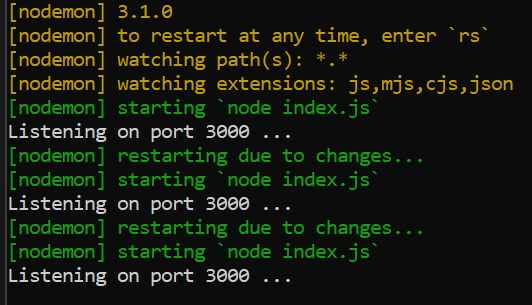 [nodemon] 3.1.0
[nodemon] to restart at any time, enter `rs`
[nodemon] watching path(s): *.*
[nodemon] watching extensions: js,mjs,cjs,json
[nodemon] starting `node index.js`
Listening on port 3000 ...
[nodemon] restarting due to changes...
[nodemon] starting `node index.js`
Listening on port 3000 ...
[nodemon] restarting due to changes...
[nodemon] starting `node index.js`
Listening on port 3000 ...